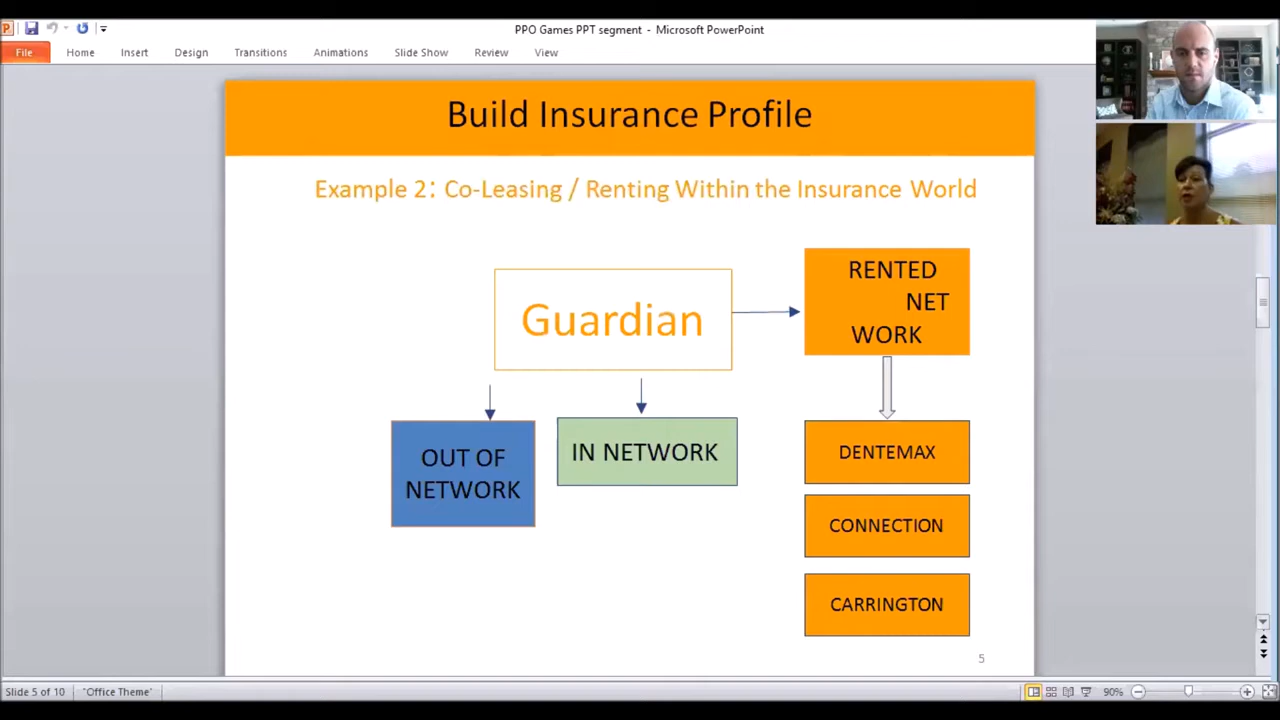 PPO Games PPT segment - Microsoft PowerPoint
File Home Insert Design Transitions Animations Slide Show Review View
Build Insurance Profile
Example 2: Co-Leasing / Renting Within the Insurance World
Guardian
RENTED
NET
WORK
OUT OF
NETWORK
IN NETWORK
DENTEMAX
CONNECTION
CARRINGTON
5
Slide 5 of 10 "Office Theme" 90%